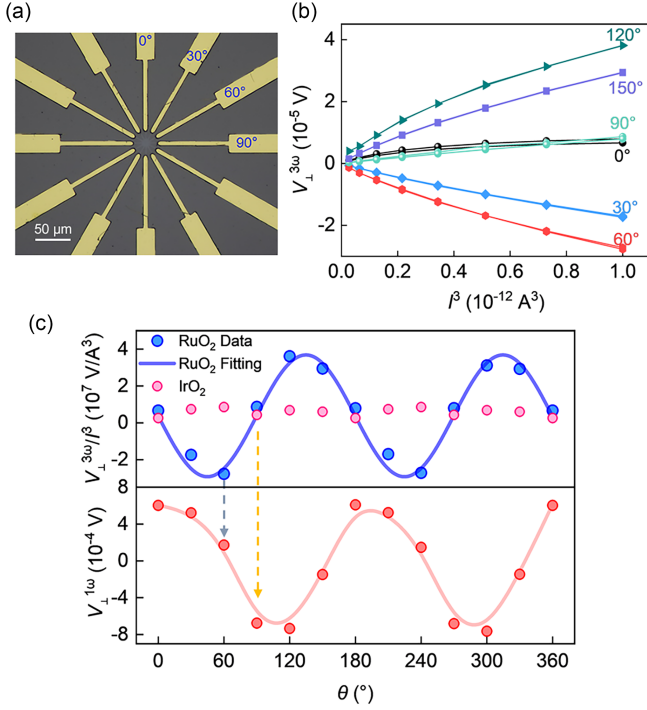 (a)
0°
30°
60°
90°
50 μm
(b)
V⊥3ω (10-5 V)
4
2
0
-2
120°
150°
90°
0°
30°
60°
0.0 0.2 0.4 0.6 0.8 1.0
I3 (10-12 A3)
(c)
V⊥3ω/I3 (107 V/A3)
4
2
0
-2
8
RuO2 Data
RuO2 Fitting
IrO2
V⊥1ω (10-4 V)
8
4
0
-4
-8
0 60 120 180 240 300 360
θ (°)